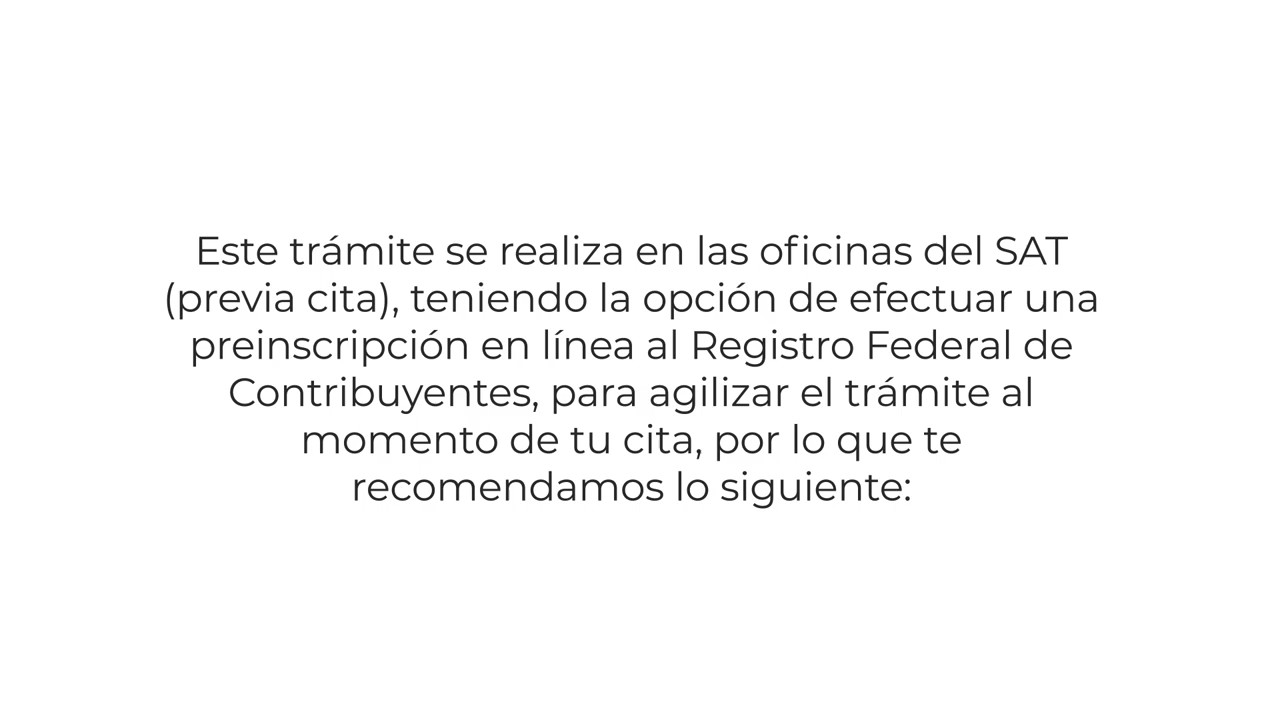 Este trámite se realiza en las oficinas del SAT
(previa cita), teniendo la opción de efectuar una
preinscripción en línea al Registro Federal de
Contribuyentes, para agilizar el trámite al
momento de tu cita, por lo que te
recomendamos lo siguiente: